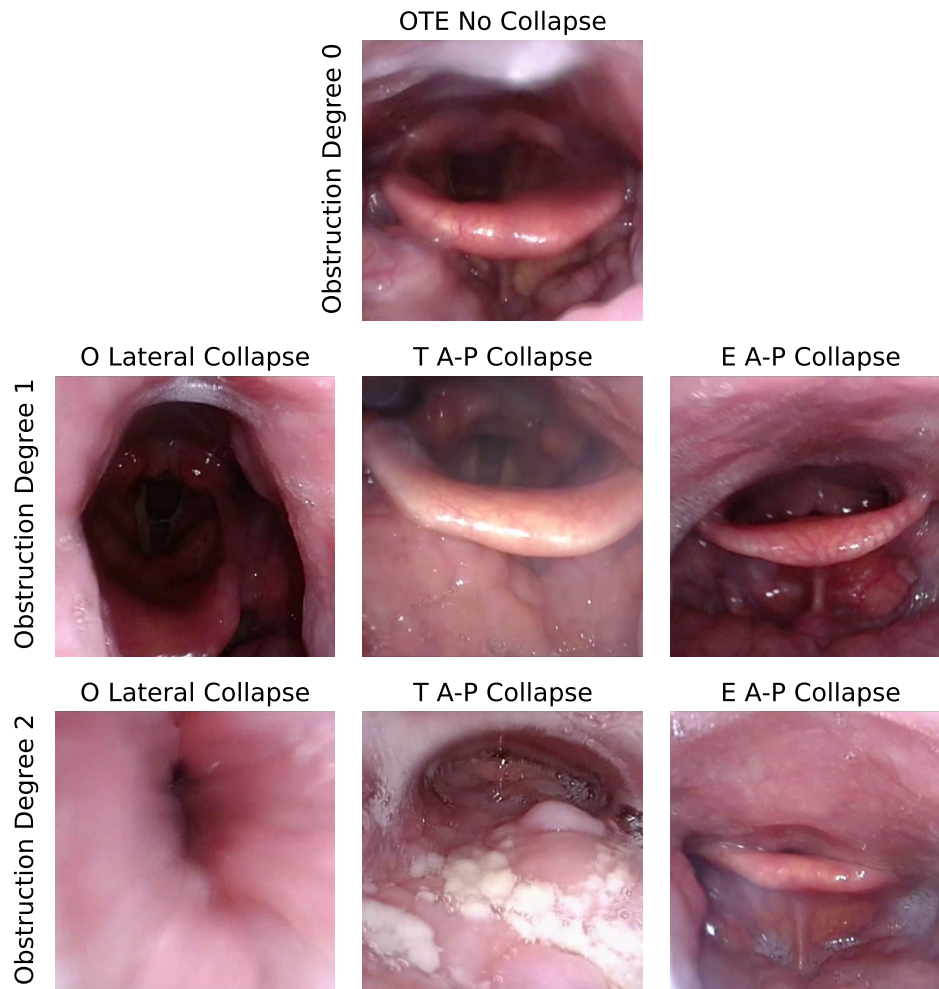 OTE No Collapse
Obstruction Degree 0
O Lateral Collapse
T A-P Collapse
E A-P Collapse
Obstruction Degree 1
O Lateral Collapse
T A-P Collapse
E A-P Collapse
Obstruction Degree 2